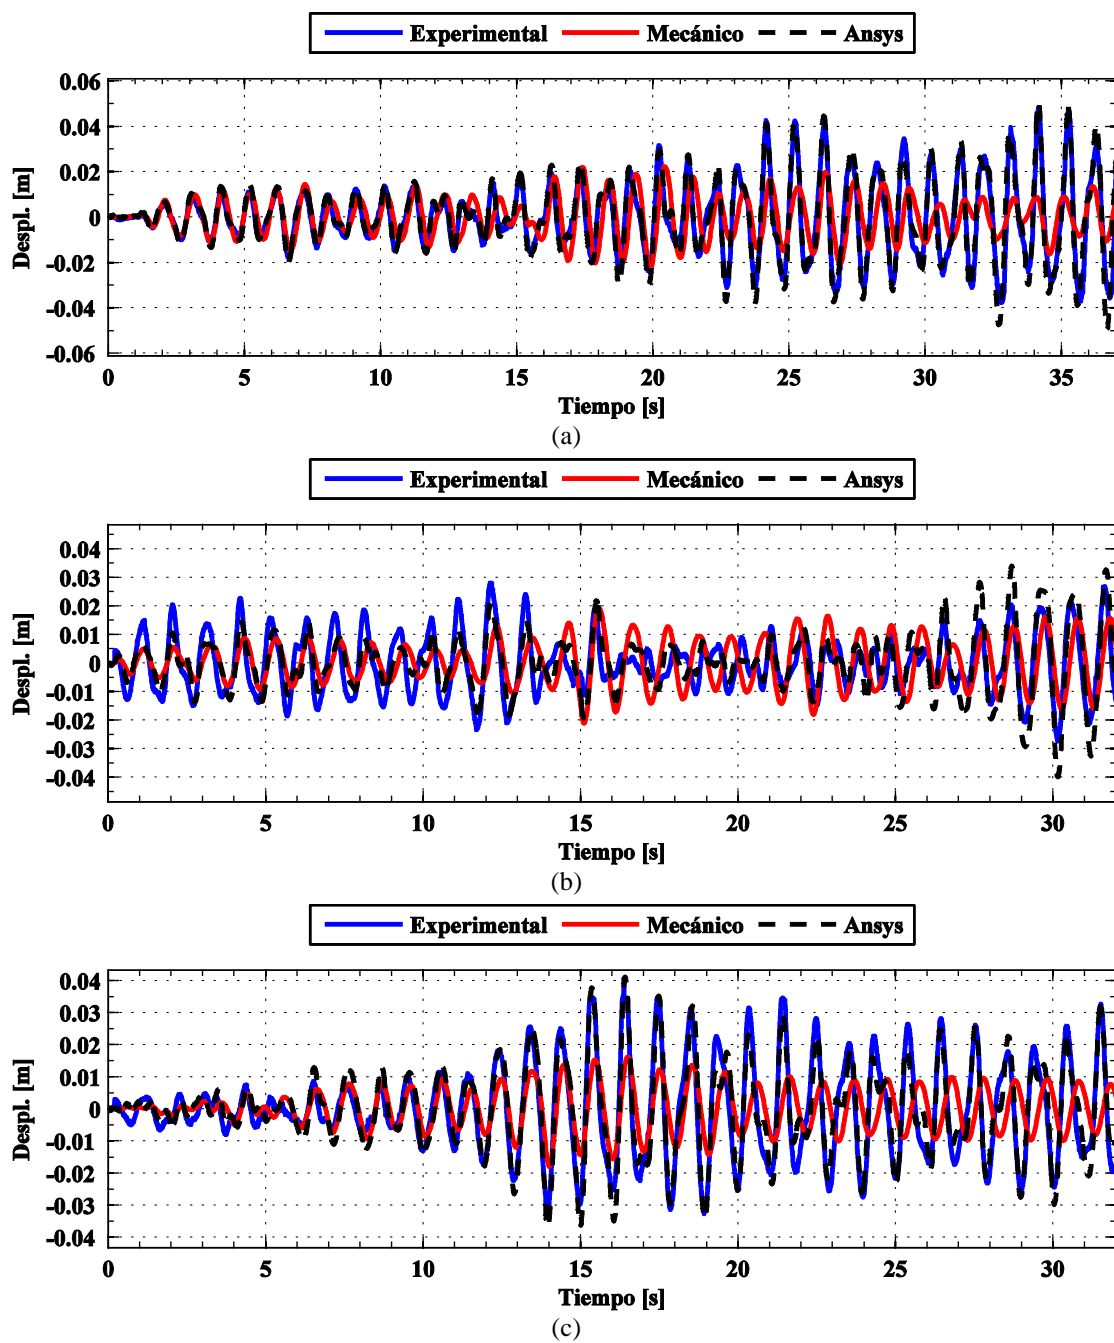 Experimental Mecánico Ansys
0.06
0.04
0.02
0
-0.02
-0.04
-0.06
Despl. [m]
0 5 10 15 20 25 30 35
Tiempo [s]
(a)
Experimental Mecánico Ansys
0.04
0.03
0.02
0.01
0
-0.01
-0.02
-0.03
-0.04
Despl. [m]
0 5 10 15 20 25 30
Tiempo [s]
(b)
Experimental Mecánico Ansys
0.04
0.03
0.02
0.01
0
-0.01
-0.02
-0.03
-0.04
Despl. [m]
0 5 10 15 20 25 30
Tiempo [s]
(c)